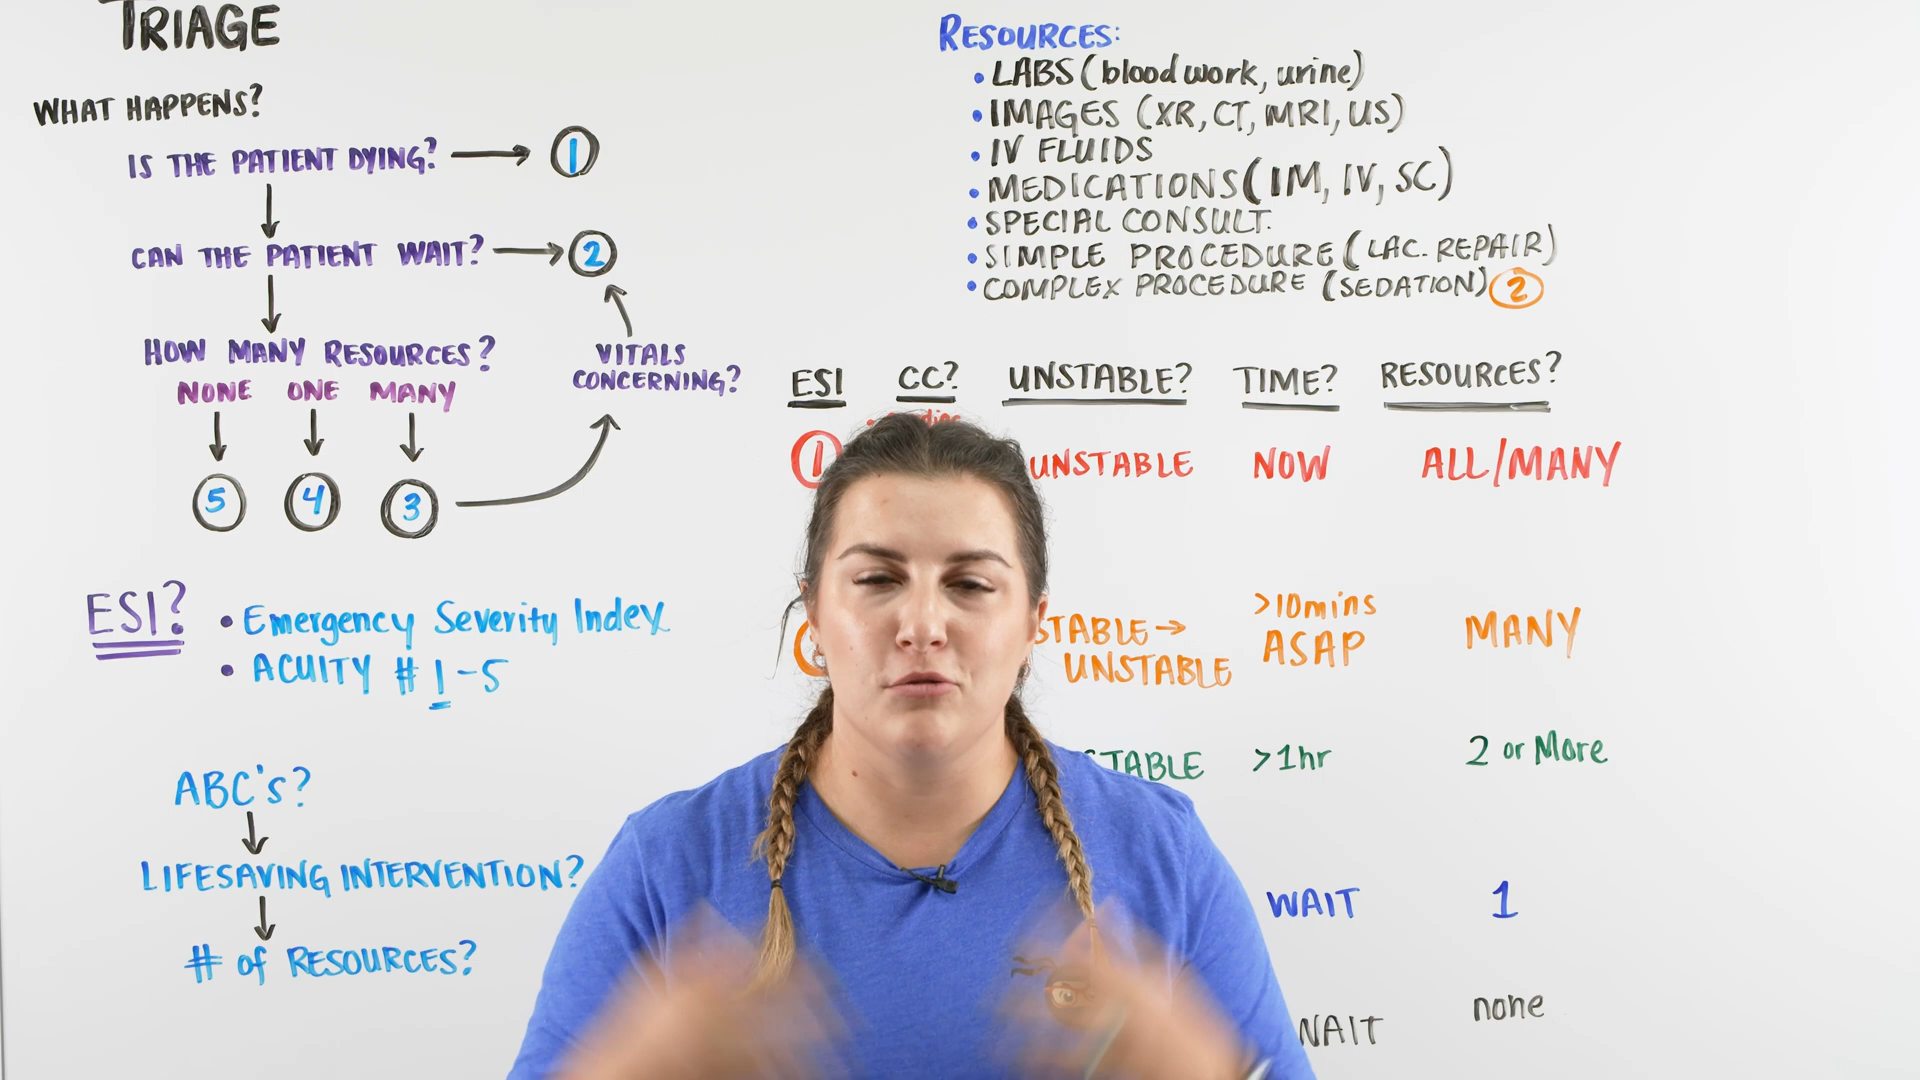 TRIAGE
WHAT HAPPENS?
IS THE PATIENT DYING? 1
CAN THE PATIENT WAIT? 2
HOW MANY RESOURCES?
NONE ONE MANY
5 4 3
VITALS
CONCERNING?
ESI?
• Emergency Severity Index
• ACUITY # 1-5
ABC's?
LIFESAVING INTERVENTION?
# of RESOURCES?
RESOURCES:
• LABS (blood work, urine)
• IMAGES (XR, CT, MRI, US)
• IV FLUIDS
• MEDICATIONS (IM, IV, SC)
• SPECIAL CONSULT.
• SIMPLE PROCEDURE (LAC. REPAIR)
• COMPLEX PROCEDURE (SEDATION) 2
ESI CC? UNSTABLE? TIME? RESOURCES?
1 UNSTABLE NOW ALL/MANY
STABLE → UNSTABLE >10mins ASAP MANY
STABLE >1hr 2 or More
WAIT 1
WAIT none